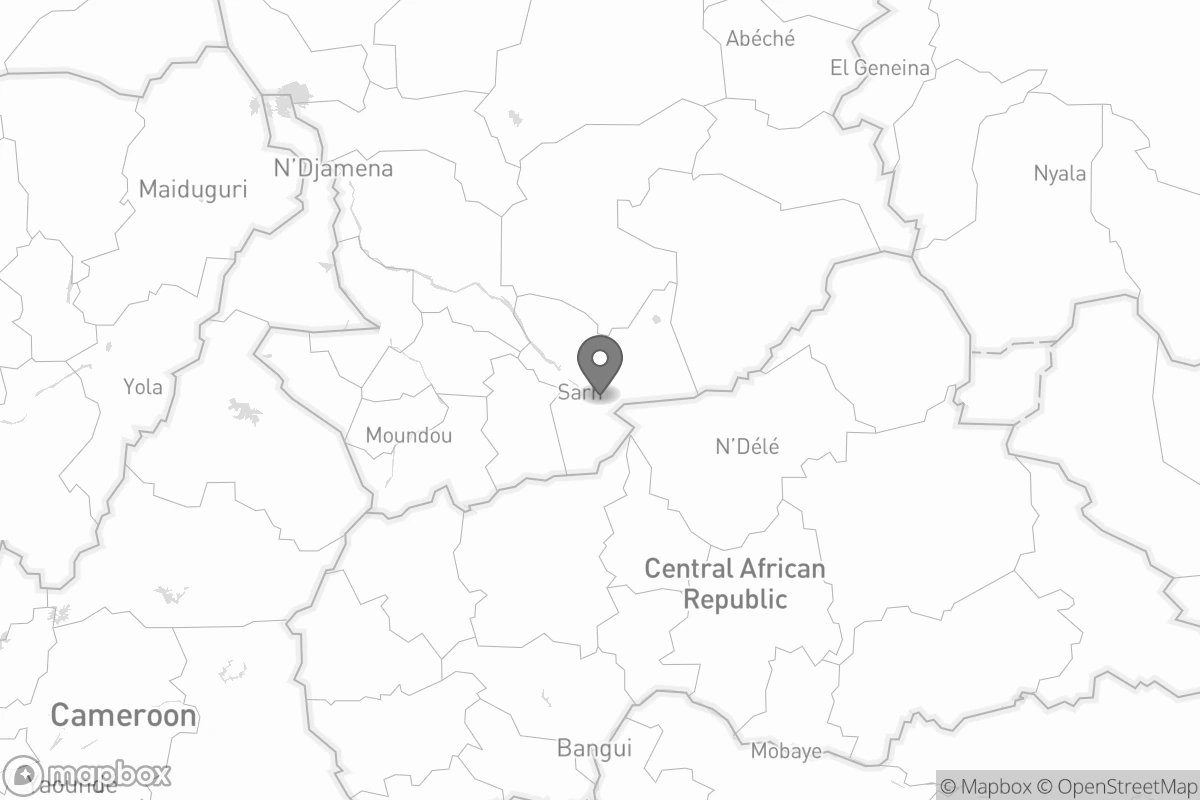 Abéché
El Geneina
N'Djamena
Nyala
Maiduguri
Yola
Sarh
Moundou
N'Délé
Central African
Republic
Cameroon
Bangui
Mobaye
mapbox
© Mapbox © OpenStreetMap